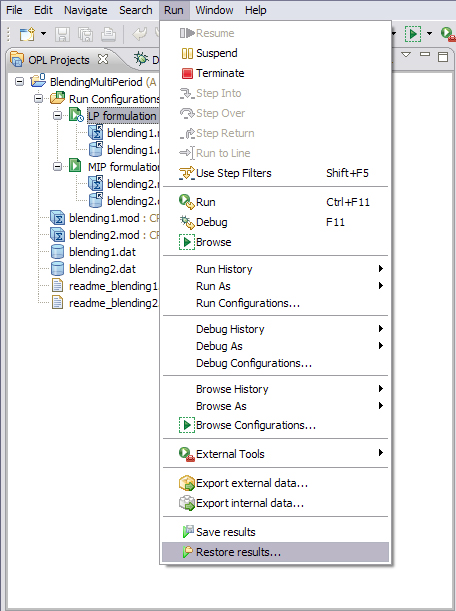 File Edit Navigate Search Run Window Help
OPL Projects
BlendingMultiPeriod (A
Run Configurations
LP formulation
blending1.
blending1.
MIP formulation
blending2.
blending2.
blending1.mod :
blending2.mod :
blending1.dat
blending2.dat
readme_blending1
readme_blending2
Resume
Suspend
Terminate
Step Into
Step Over
Step Return
Run to Line
Use Step Filters Shift+F5
Run Ctrl+F11
Debug F11
Browse
Run History
Run As
Run Configurations...
Debug History
Debug As
Debug Configurations...
Browse History
Browse As
Browse Configurations...
External Tools
Export external data...
Export internal data...
Save results
Restore results...